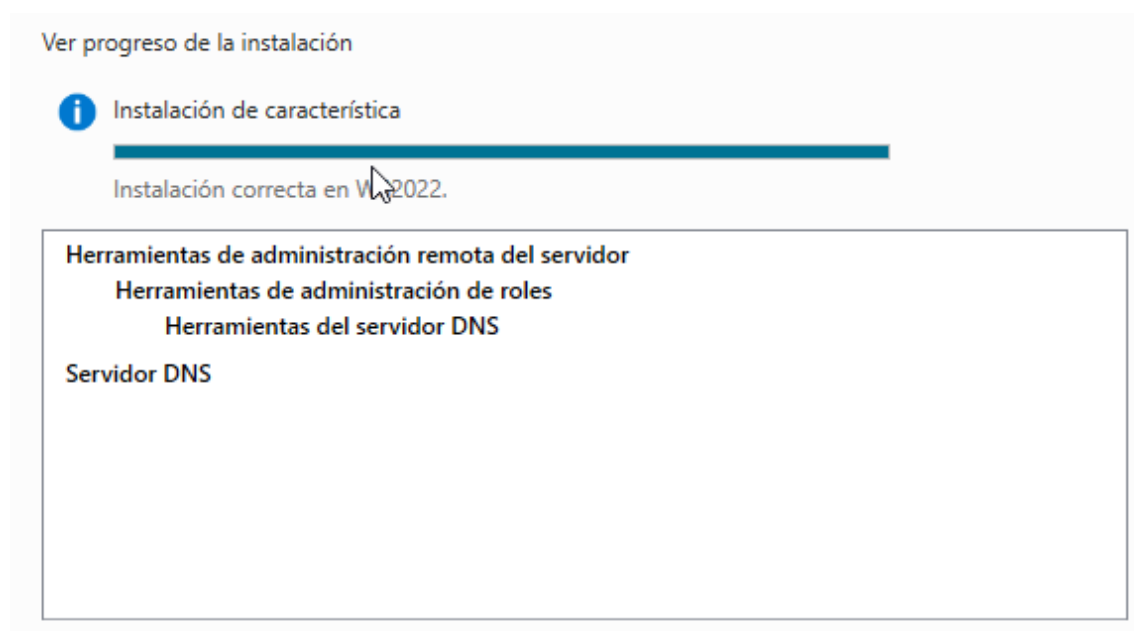 Ver progreso de la instalación
Instalación de característica
Instalación correcta en
Herramientas de administración remota del servidor
Herramientas de administración de roles
Herramientas del servidor DNS
Servidor DNS